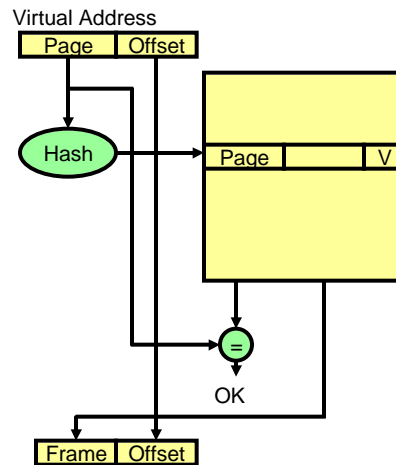 Virtual Address
Page Offset
Hash
Page V
=
OK
Frame Offset